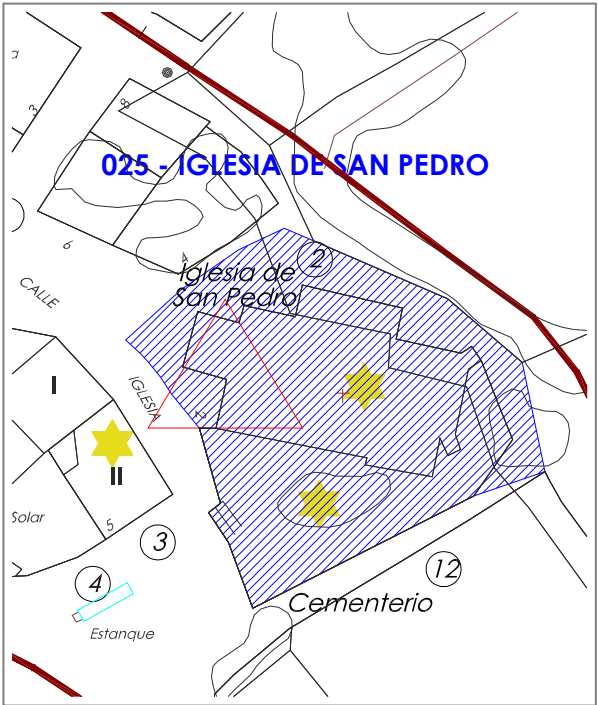 a
3
8
025 - IGLESIA DE SAN PEDRO
6
4
2
Iglesia de
San Pedro
CALLE
I
IGLESIA
2
II
Solar
5
3
4
12
Cementerio
Estanque